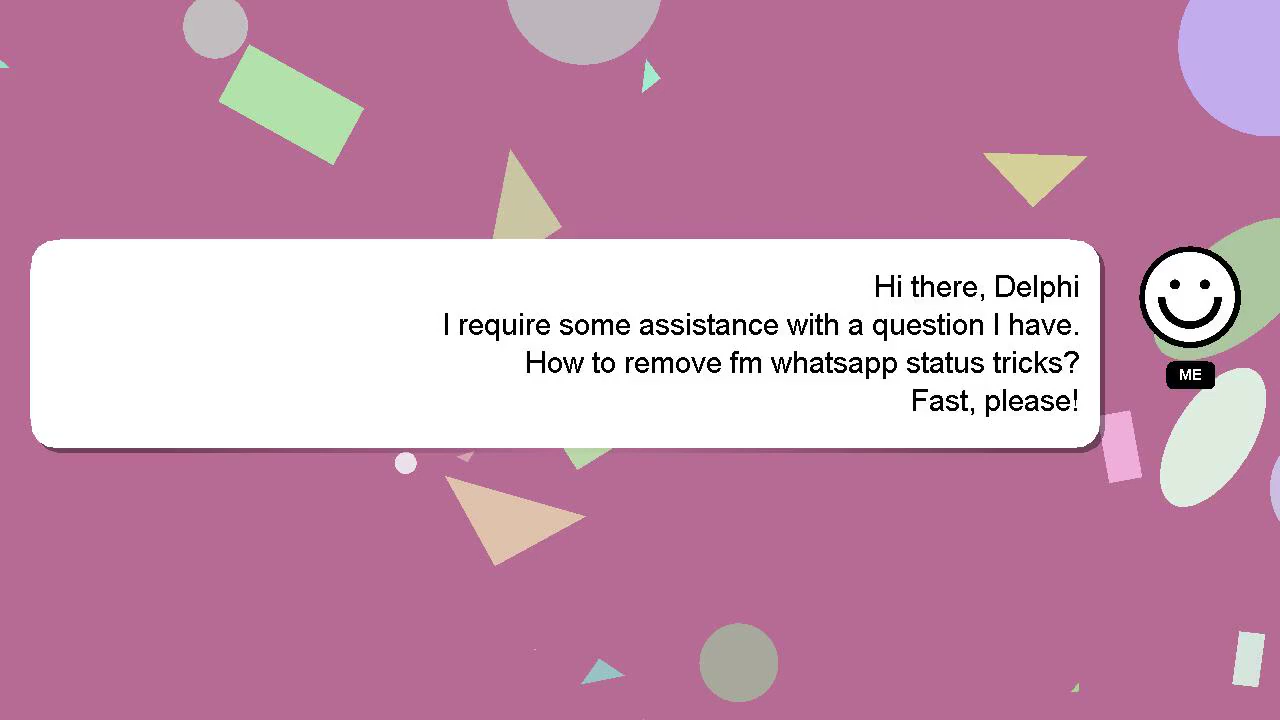 Hi there, Delphi
I require some assistance with a question I have.
How to remove fm whatsapp status tricks?
Fast, please!
ME